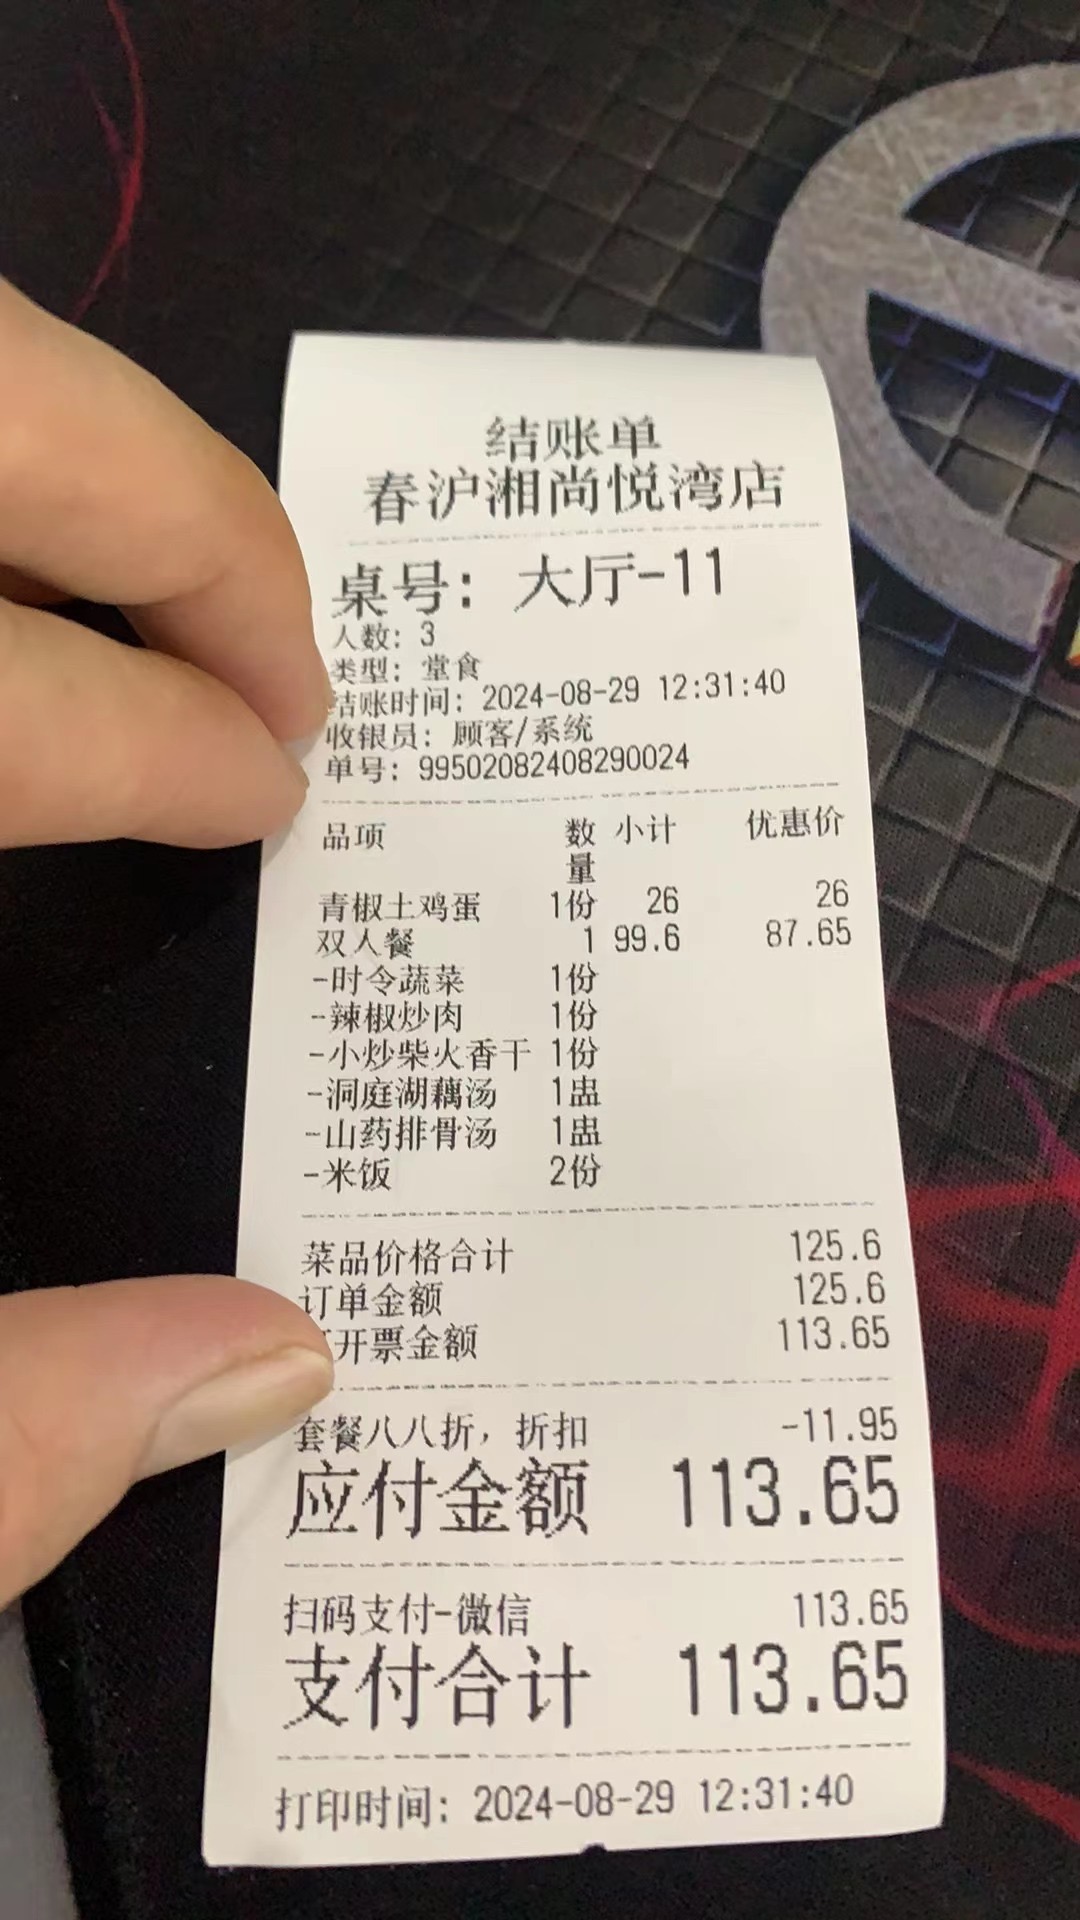 结账单
春沪湘尚悦湾店
桌号: 大厅-11
人数: 3
类型: 堂食
结账时间: 2024-08-29 12:31:40
收银员: 顾客/系统
单号: 99502082408290024
品项 数量 小计 优惠价
青椒土鸡蛋 1份 26 26
双人餐 1 99.6 87.65
-时令蔬菜 1份
-辣椒炒肉 1份
-小炒柴火香干 1份
-洞庭湖藕汤 1盅
-山药排骨汤 1盅
-米饭 2份
菜品价格合计 125.6
订单金额 125.6
开票金额 113.65
套餐八八折, 折扣 -11.95
应付金额 113.65
扫码支付-微信 113.65
支付合计 113.65
打印时间: 2024-08-29 12:31:40